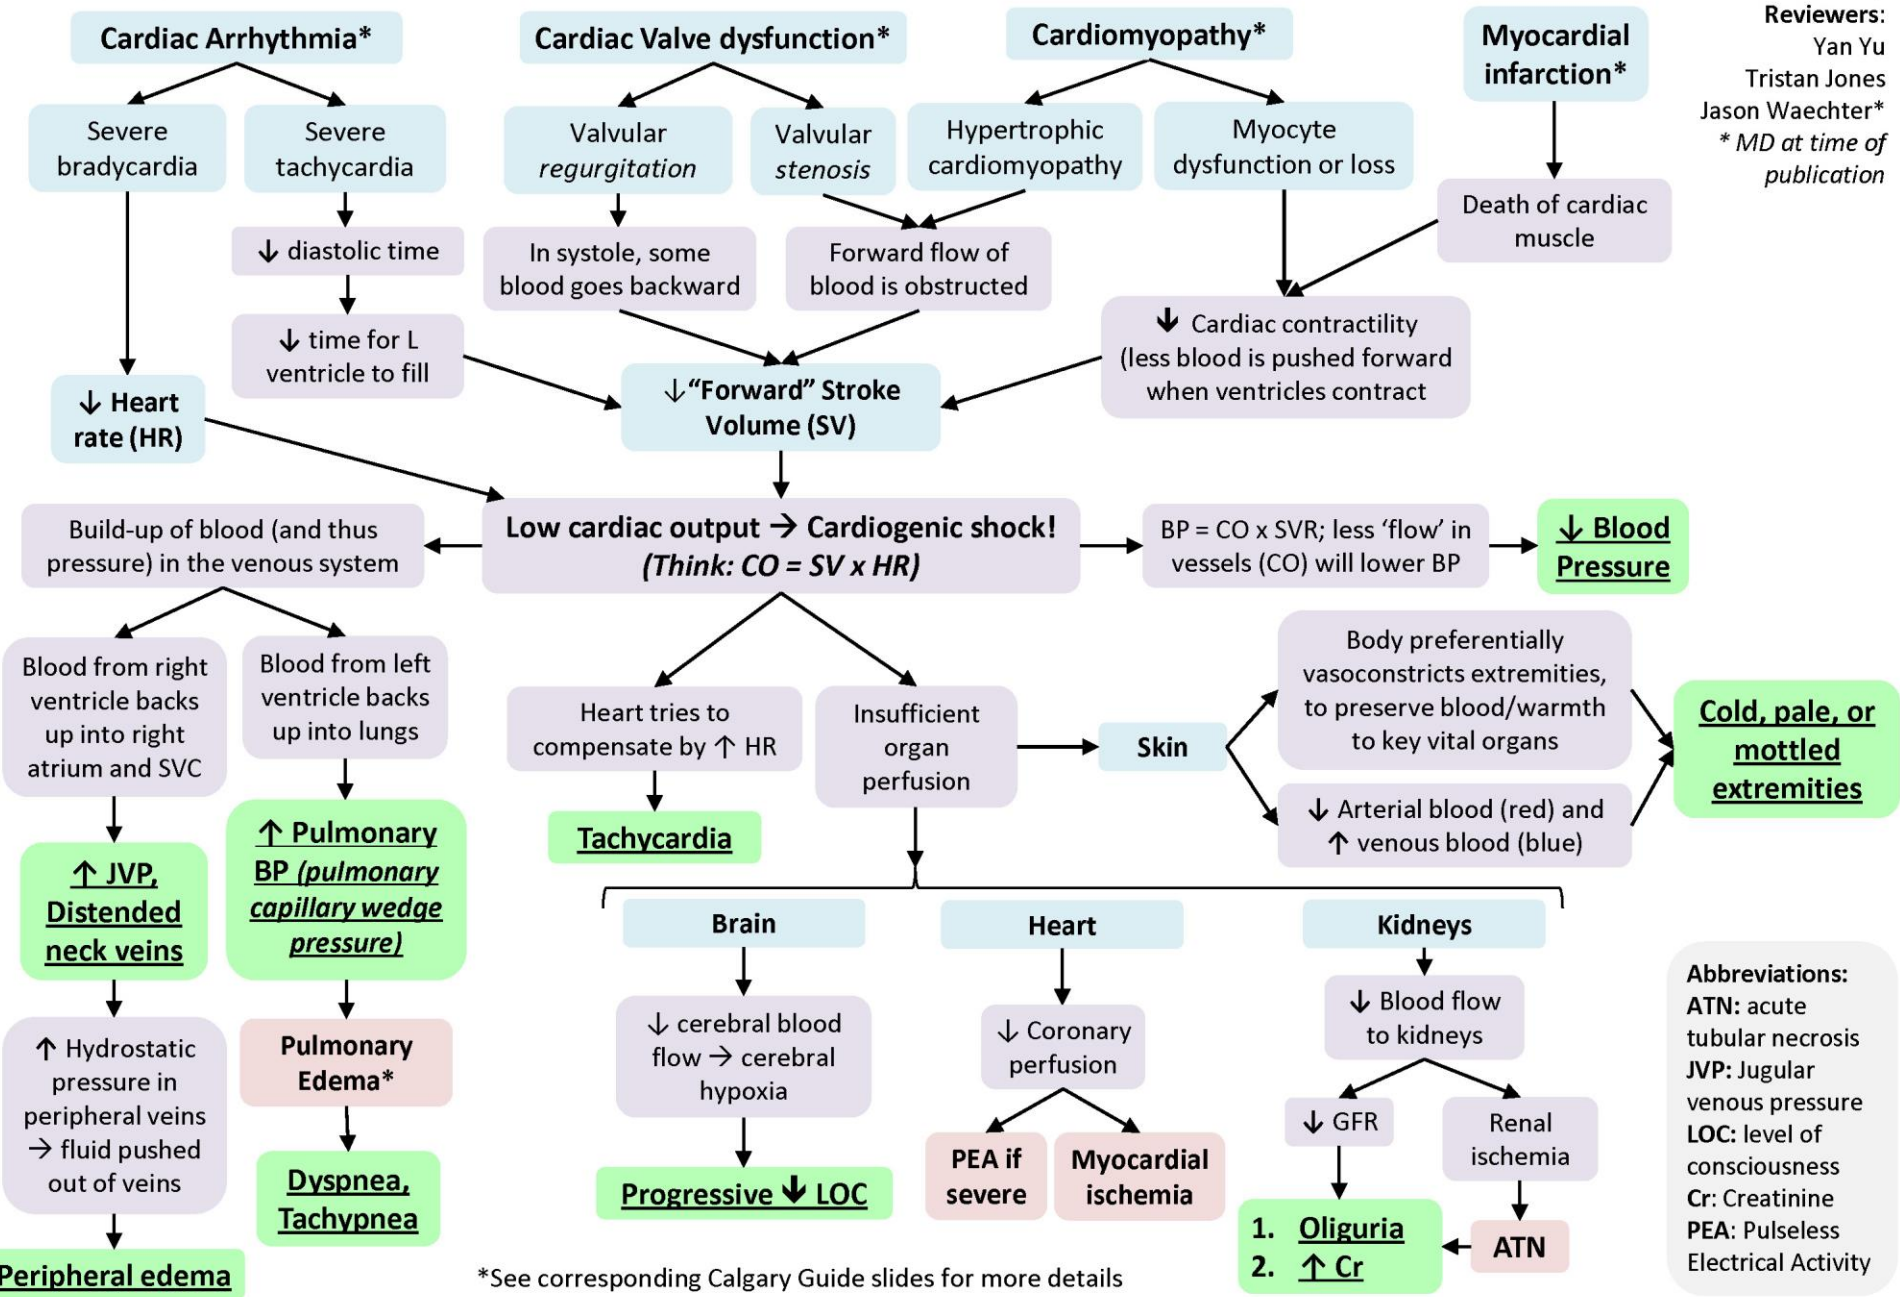 Reviewers:
Yan Yu
Tristan Jones
Jason Waechter*
* MD at time of
publication
Cardiac Arrhythmia*
Cardiac Valve dysfunction*
Cardiomyopathy*
Myocardial
infarction*
Severe
bradycardia
Severe
tachycardia
Valvular
regurgitation
Valvular
stenosis
Hypertrophic
cardiomyopathy
Myocyte
dysfunction or loss
Death of cardiac
muscle
↓ diastolic time
In systole, some
blood goes backward
Forward flow of
blood is obstructed
↓ time for L
ventricle to fill
↓ Cardiac contractility
(less blood is pushed forward
when ventricles contract
↓ Heart
rate (HR)
↓“Forward” Stroke
Volume (SV)
Build-up of blood (and thus
pressure) in the venous system
Low cardiac output → Cardiogenic shock!
(Think: CO = SV x HR)
BP = CO x SVR; less ‘flow’ in
vessels (CO) will lower BP
↓ Blood
Pressure
Blood from right
ventricle backs
up into right
atrium and SVC
Blood from left
ventricle backs
up into lungs
Heart tries to
compensate by ↑ HR
Insufficient
organ
perfusion
Skin
Body preferentially
vasoconstricts extremities,
to preserve blood/warmth
to key vital organs
↓ Arterial blood (red) and
↑ venous blood (blue)
Cold, pale, or
mottled
extremities
↑ JVP,
Distended
neck veins
↑ Pulmonary
BP (pulmonary
capillary wedge
pressure)
Tachycardia
Brain
Heart
Kidneys
↑ Hydrostatic
pressure in
peripheral veins
→ fluid pushed
out of veins
Pulmonary
Edema*
↓ cerebral blood
flow → cerebral
hypoxia
↓ Coronary
perfusion
↓ Blood flow
to kidneys
↓ GFR
Renal
ischemia
Peripheral edema
Dyspnea,
Tachypnea
Progressive ↓ LOC
PEA if
severe
Myocardial
ischemia
1. Oliguria
2. ↑ Cr
ATN
Abbreviations:
ATN: acute
tubular necrosis
JVP: Jugular
venous pressure
LOC: level of
consciousness
Cr: Creatinine
PEA: Pulseless
Electrical Activity
*See corresponding Calgary Guide slides for more details